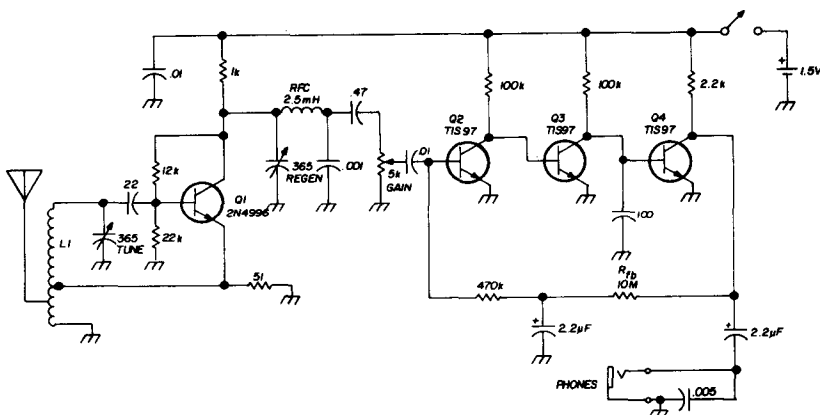 .01
1k
RFC
2.5mH
.47
12k
22
22k
Q1
2N4996
365
TUNE
L1
51
365
REGEN
.001
5k
GAIN
.01
100k
Q2
TIS97
100k
Q3
TIS97
2.2k
Q4
TIS97
1.5V
+
100
470k
Rfb
10M
+
2.2µF
+
2.2µF
PHONES
.005